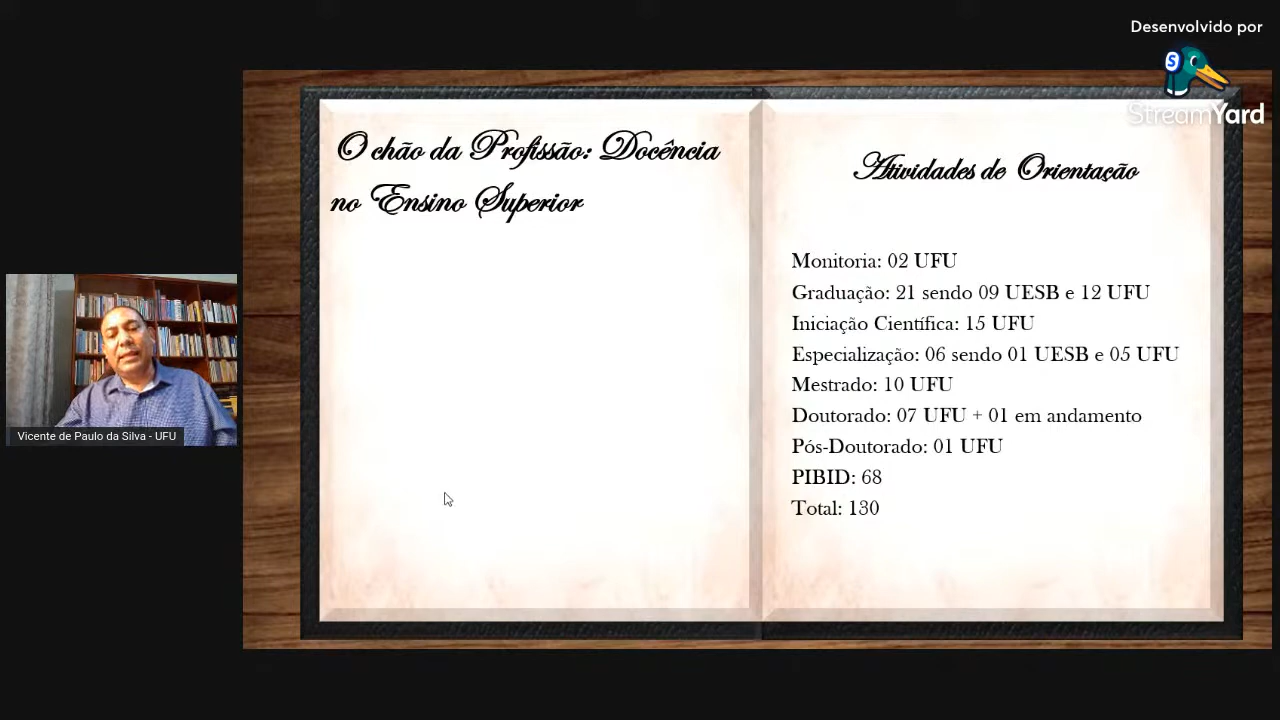 Desenvolvido por
StreamYard
O chão da Profissão: Docência
no Ensino Superior
Atividades de Orientação
Monitoria: 02 UFU
Graduação: 21 sendo 09 UESB e 12 UFU
Iniciação Científica: 15 UFU
Especialização: 06 sendo 01 UESB e 05 UFU
Mestrado: 10 UFU
Doutorado: 07 UFU + 01 em andamento
Pós-Doutorado: 01 UFU
PIBID: 68
Total: 130
Vicente de Paulo da Silva - UFU